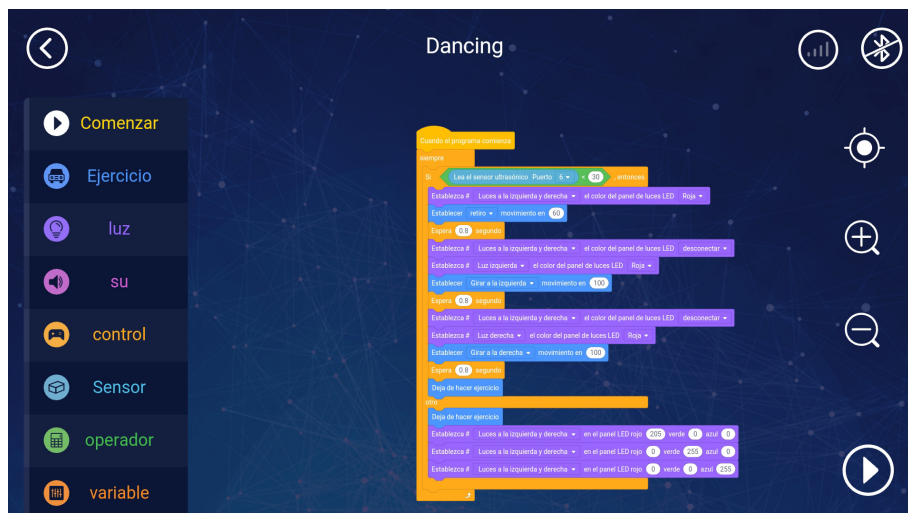 Dancing
Comenzar
Ejercicio
luz
su
control
Sensor
operador
variable
Cuando el programa comienza
siempre
Si Lea el sensor ultrasónico Puerto 6 < 30 entonces
Establezca # Luces a la izquierda y derecha el color del panel de luces LED Roja
Establecer retiro movimiento en 60
Espera 0.8 segundo
Establezca # Luces a la izquierda y derecha el color del panel de luces LED desconectar
Establezca # Luz izquierda el color del panel de luces LED Roja
Establecer Girar a la izquierda movimiento en 100
Espera 0.8 segundo
Establezca # Luces a la izquierda y derecha el color del panel de luces LED desconectar
Establezca # Luz derecha el color del panel de luces LED Roja
Establecer Girar a la derecha movimiento en 100
Espera 0.8 segundo
Deja de hacer ejercicio
otro
Deja de hacer ejercicio
Establezca # Luces a la izquierda y derecha en el panel LED rojo 205 verde 0 azul 0
Establezca # Luces a la izquierda y derecha en el panel LED rojo 0 verde 255 azul 0
Establezca # Luces a la izquierda y derecha en el panel LED rojo 0 verde 0 azul 255